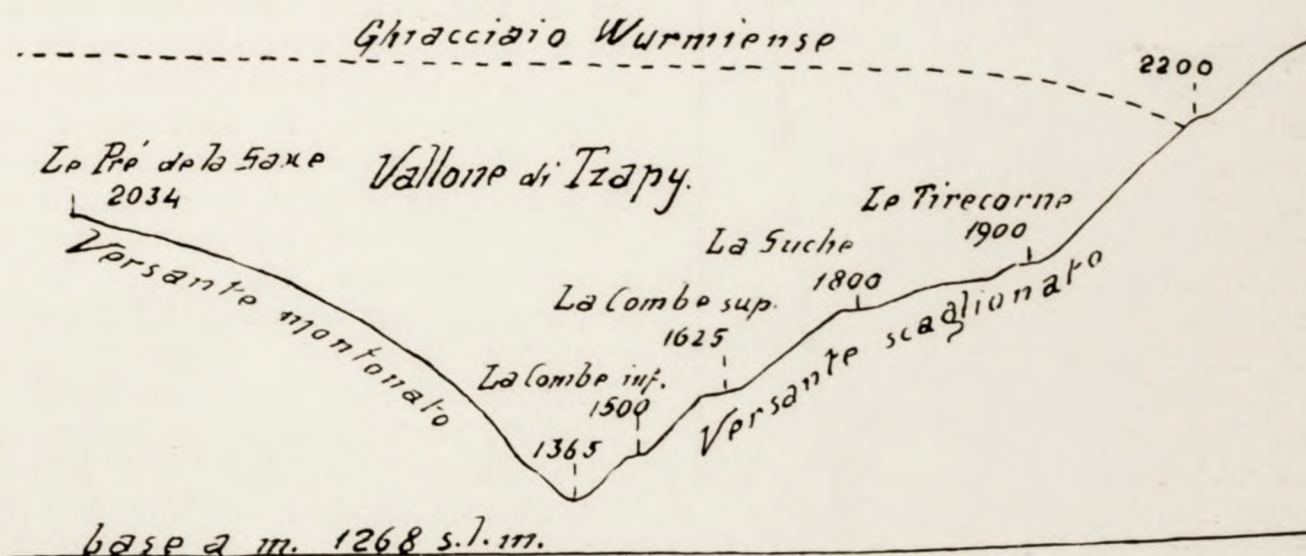 Ghiacciaio Wurmiense
2200
Le Pré de la Saxe
2034
Vallone di Tzapy.
Le Tirecorne
1900
La Suche
1800
La Combe sup.
1625
La Combe inf.
1500
1365
Versante montonato
Versante scaglionato
base a m. 1268 s.l.m.